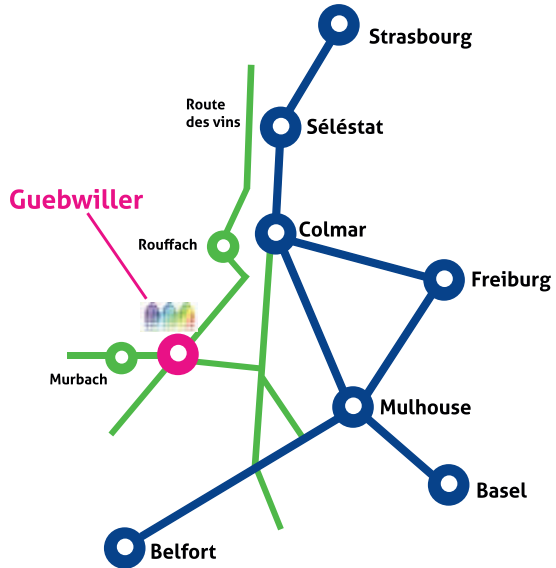 Strasbourg
Route
des vins
Séléstat
Guebwiller
Colmar
Rouffach
Freiburg
Murbach
Mulhouse
Basel
Belfort